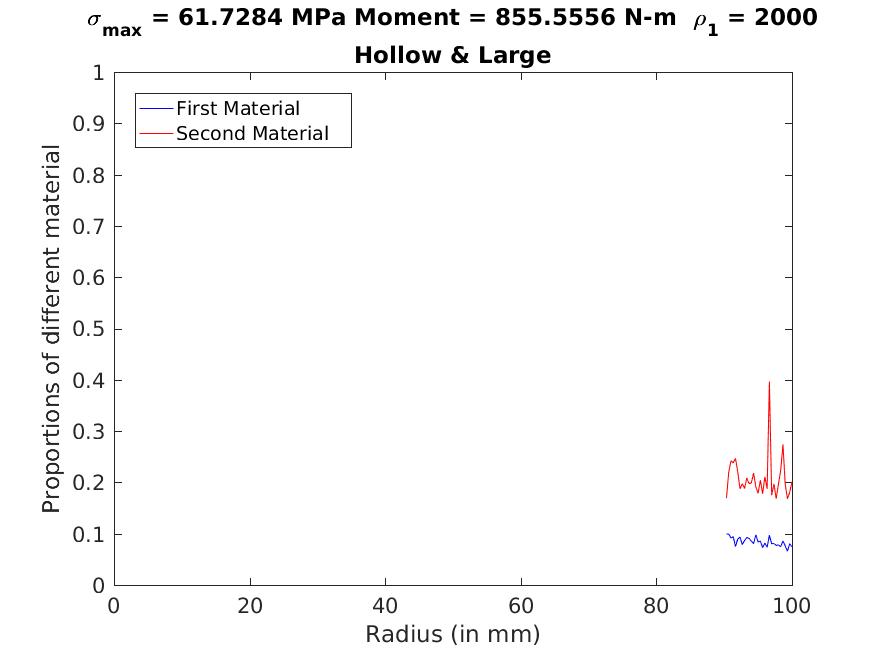 σmax = 61.7284 MPa Moment = 855.5556 N-m ρ1 = 2000
Hollow & Large
First Material
Second Material
Proportions of different material
1
0.9
0.8
0.7
0.6
0.5
0.4
0.3
0.2
0.1
0
0 20 40 60 80 100
Radius (in mm)